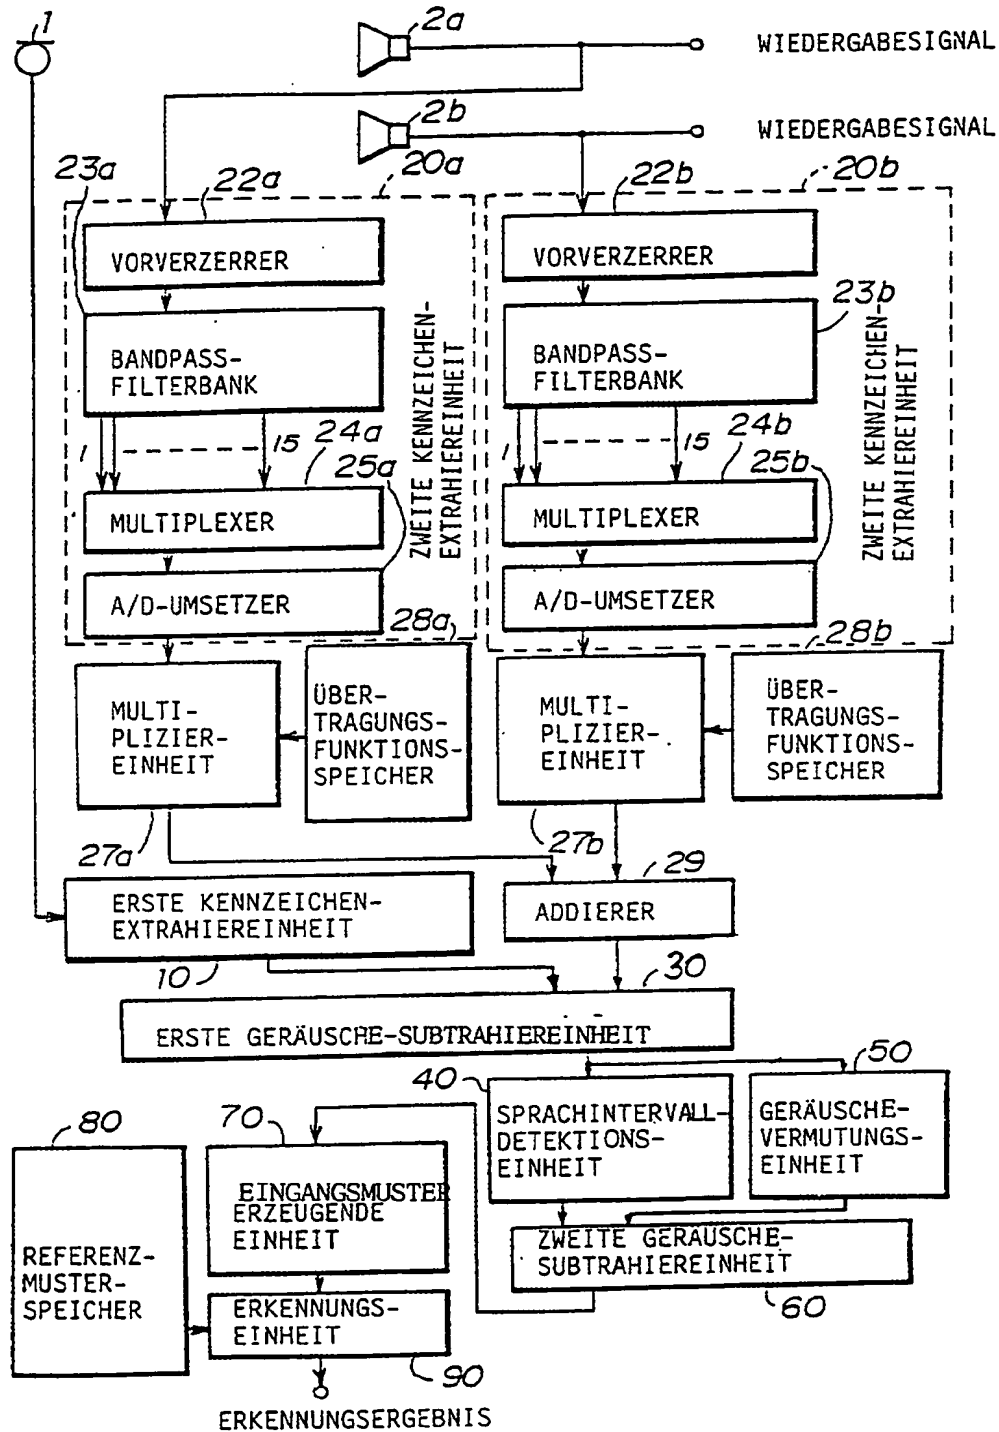 1
2a
WIEDERGABESIGNAL
2b
WIEDERGABESIGNAL
20a
20b
23a
22a
22b
VORVERZERRER
VORVERZERRER
23b
BANDPASS-
FILTERBANK
BANDPASS-
FILTERBANK
ZWEITE KENNZEICHEN-
EXTRAHIEREINHEIT
ZWEITE KENNZEICHEN-
EXTRAHIEREINHEIT
1
15
24a
1
15
24b
25a
25b
MULTIPLEXER
MULTIPLEXER
A/D-UMSETZER
A/D-UMSETZER
28a
28b
MULTI-
PLIZIER-
EINHEIT
ÜBER-
TRAGUNGS-
FUNKTIONS-
SPEICHER
MULTI-
PLIZIER-
EINHEIT
ÜBER-
TRAGUNGS-
FUNKTIONS-
SPEICHER
27a
27b
29
ERSTE KENNZEICHEN-
EXTRAHIEREINHEIT
ADDIERER
10
30
ERSTE GERÄUSCHE-SUBTRAHIEREINHEIT
40
50
SPRACHINTERVALL-
DETEKTIONS-
EINHEIT
GERÄUSCHE-
VERMUTUNGS-
EINHEIT
80
70
EINGANGSMUSTER
ERZEUGENDE
EINHEIT
ZWEITE GERÄUSCHE-
SUBTRAHIEREINHEIT
60
REFERENZ-
MUSTER-
SPEICHER
ERKENNUNGS-
EINHEIT
90
ERKENNUNGSERGEBNIS